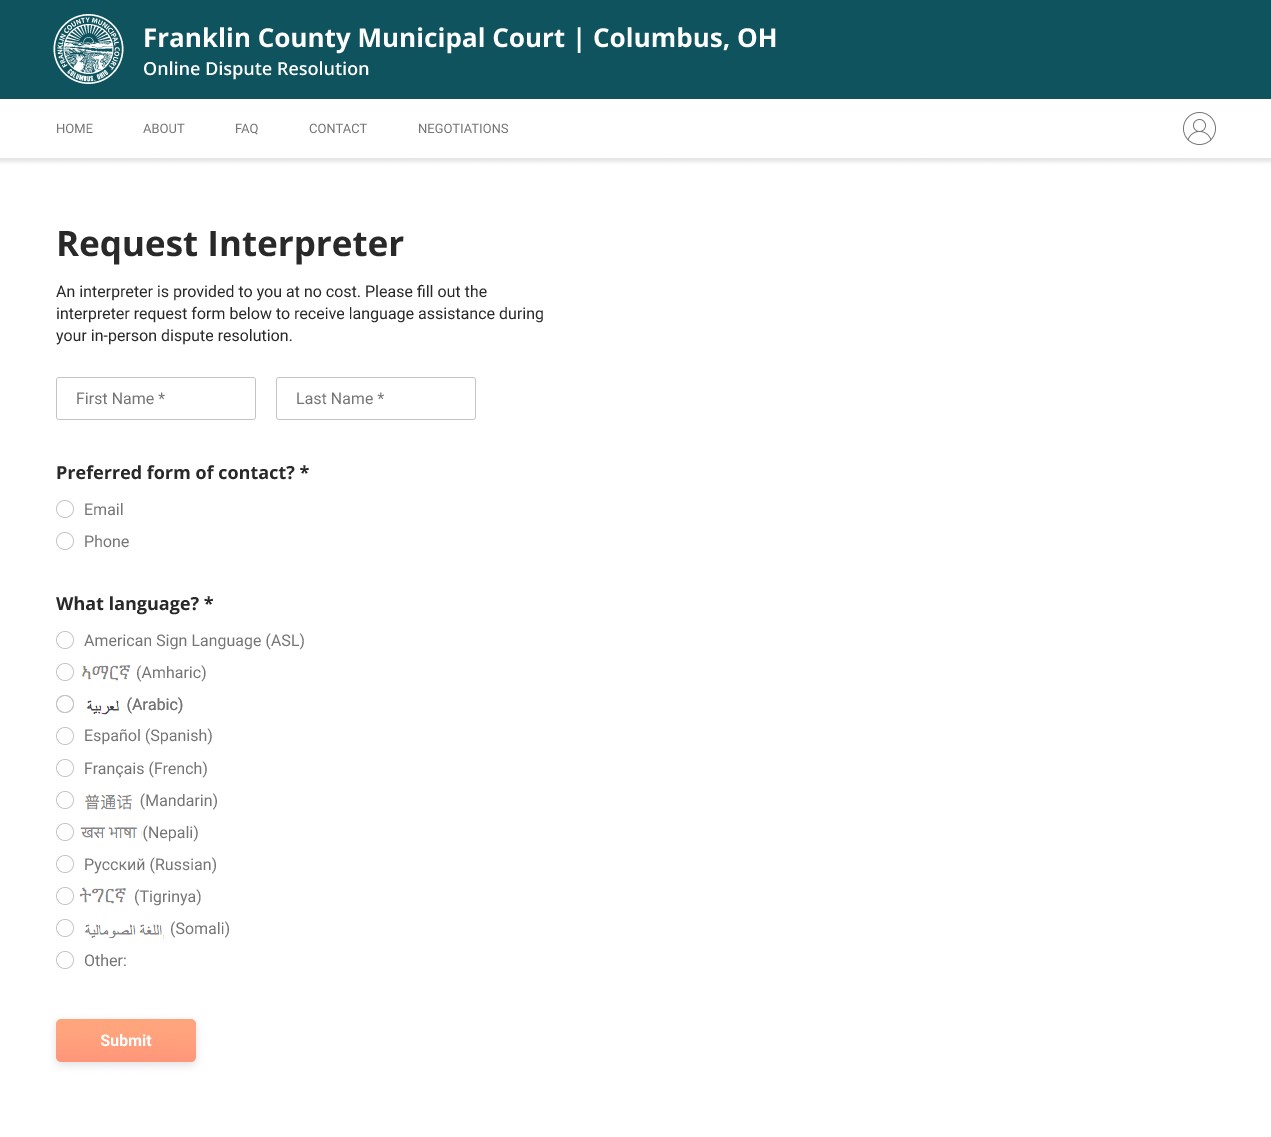 FRANKLIN COUNTY MUNICIPAL COURT
COLUMBUS, OHIO
Franklin County Municipal Court | Columbus, OH
Online Dispute Resolution
HOME ABOUT FAQ CONTACT NEGOTIATIONS
Request Interpreter
An interpreter is provided to you at no cost. Please fill out the
interpreter request form below to receive language assistance during
your in-person dispute resolution.
First Name * Last Name *
Preferred form of contact? *
Email
Phone
What language? *
American Sign Language (ASL)
ኣማርኛ (Amharic)
لعربية (Arabic)
Español (Spanish)
Français (French)
普通话 (Mandarin)
खस भाषा (Nepali)
Русский (Russian)
ትግርኛ (Tigrinya)
اللغة الصومالية (Somali)
Other:
Submit